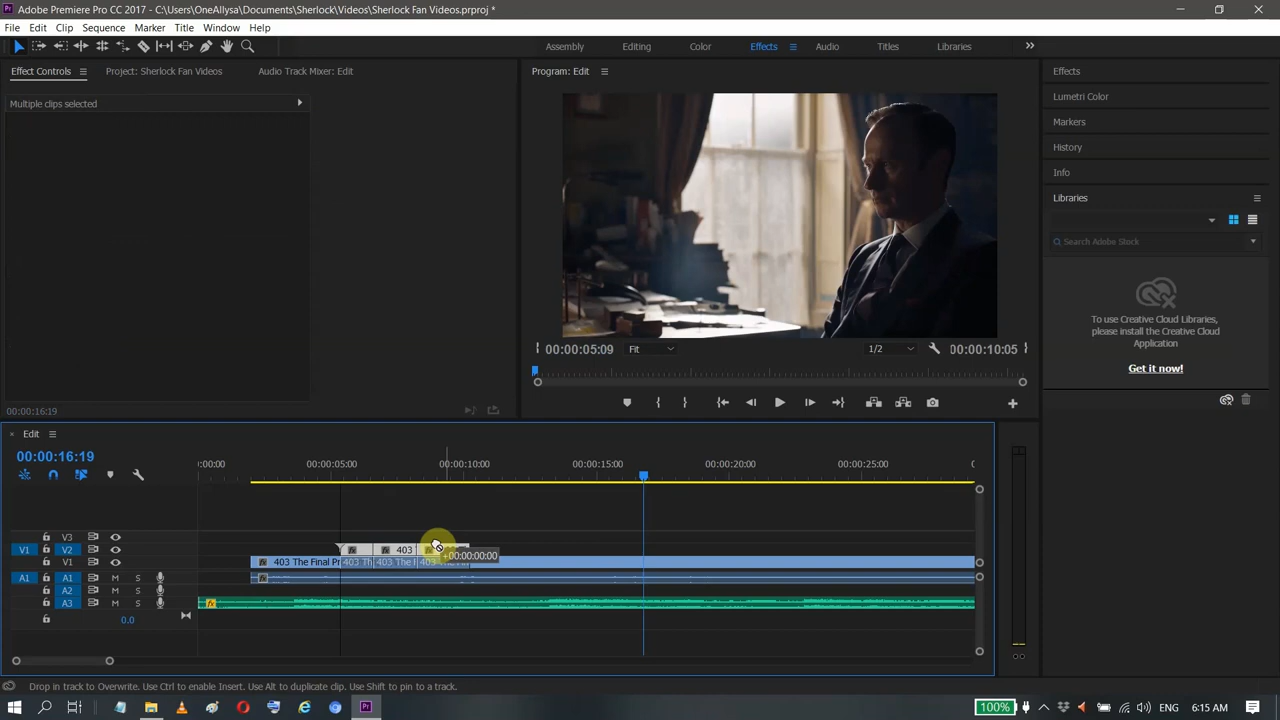 Adobe Premiere Pro CC 2017 - C:\Users\OneAllysa\Documents\Sherlock\Videos\Sherlock Fan Videos.prproj *
File Edit Clip Sequence Marker Title Window Help
Assembly Editing Color Effects Audio Titles Libraries
Effect Controls Project: Sherlock Fan Videos Audio Track Mixer: Edit
Program: Edit
Effects
Multiple clips selected
Lumetri Color
Markers
History
Info
Libraries
Search Adobe Stock
To use Creative Cloud Libraries,
please install the Creative Cloud
Application
Get it now!
00:00:05:09 Fit 1/2 00:00:10:05
00:00:16:19
Edit
00:00:16:19
:00:00 00:00:05:00 00:00:10:00 00:00:15:00 00:00:20:00 00:00:25:00
V3
V1 V2 403
+00:00:00:00
V1 403 The Final Pr 403 Th 403 The F 403 The
A1 A1 M S
A2 M S
A3 M S
0.0
Drop in track to Overwrite. Use Ctrl to enable Insert. Use Alt to duplicate clip. Use Shift to pin to a track.
100% ENG 6:15 AM